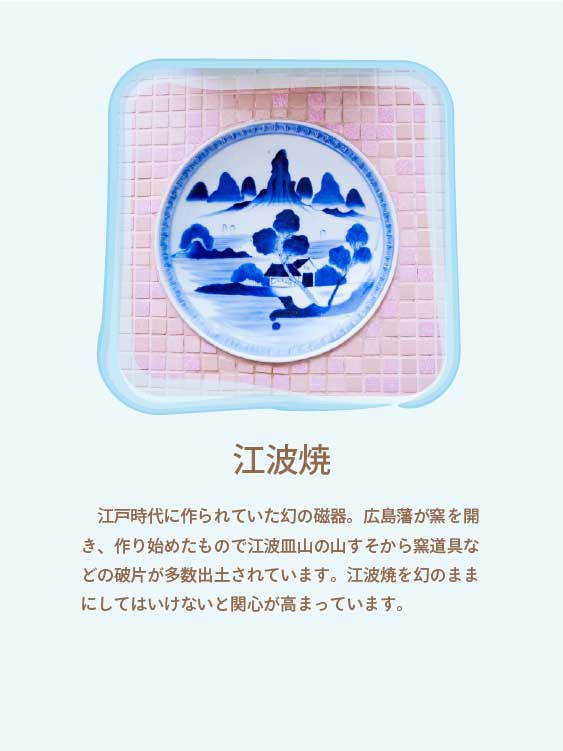 江波焼
　江戸時代に作られていた幻の磁器。広島藩が窯を開
き、作り始めたもので江波皿山の山すそから窯道具な
どの破片が多数出土されています。江波焼を幻のまま
にしてはいけないと関心が高まっています。